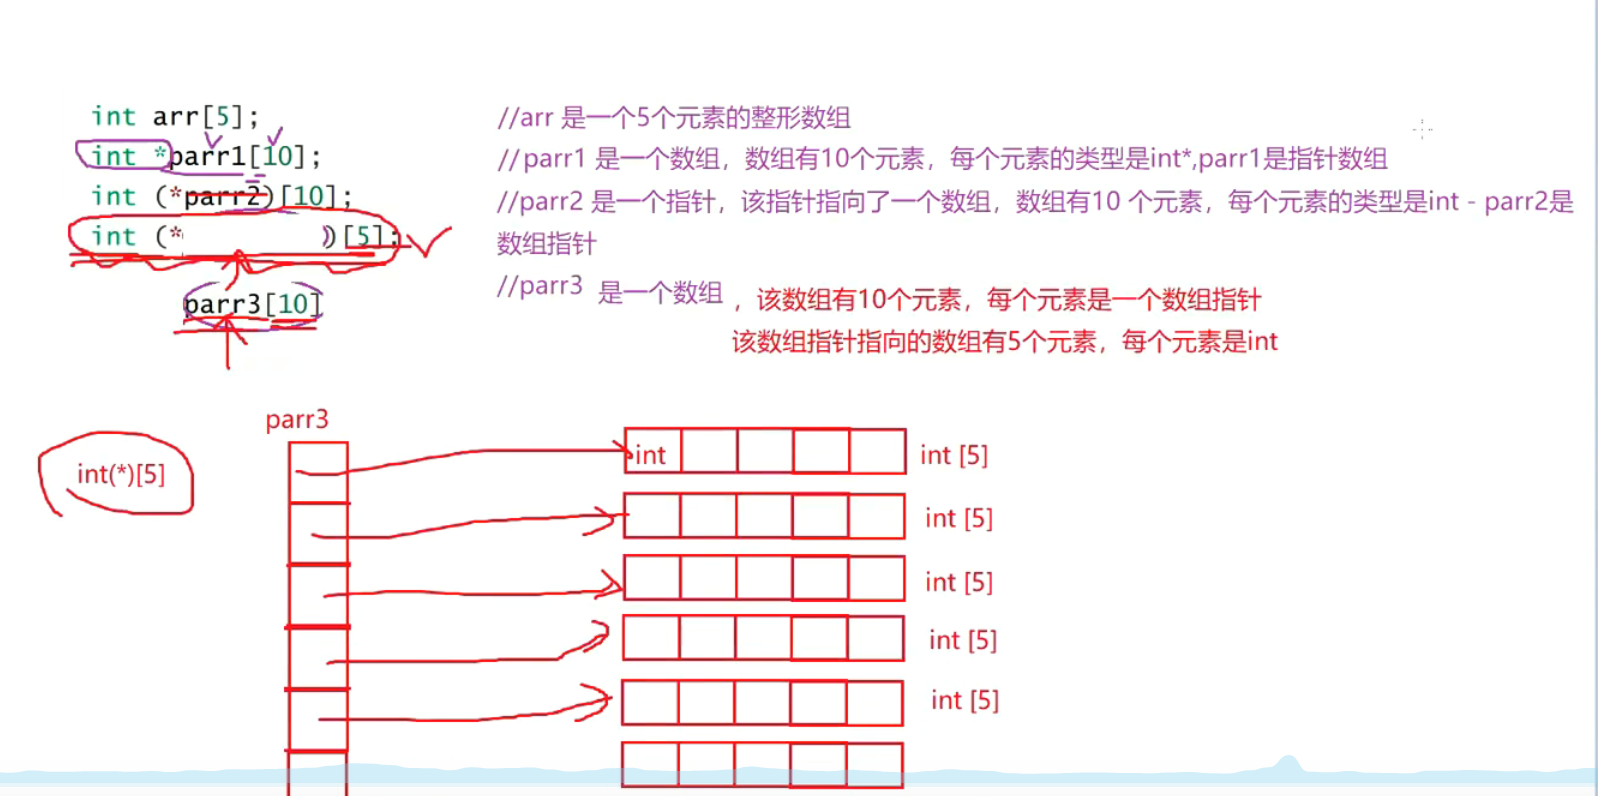 int arr[5];
//arr 是一个5个元素的整形数组
int *parr1[10];
//parr1 是一个数组，数组有10个元素，每个元素的类型是int*,parr1是指针数组
int (*parr2)[10];
//parr2 是一个指针，该指针指向了一个数组，数组有10 个元素，每个元素的类型是int - parr2是
数组指针
int (* )[5];
parr3[10]
//parr3 是一个数组 ，该数组有10个元素，每个元素是一个数组指针
该数组指针指向的数组有5个元素，每个元素是int
parr3
int(*)[5]
int
int [5]
int [5]
int [5]
int [5]
int [5]